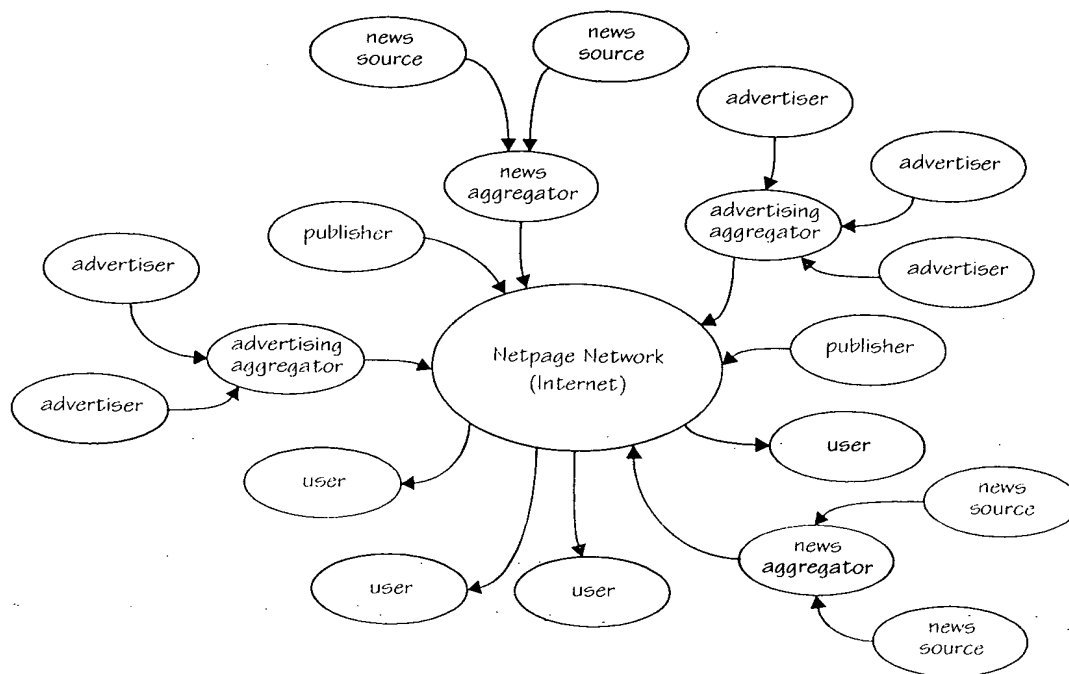 news
source
news
source
advertiser
advertiser
news
aggregator
advertising
aggregator
publisher
advertiser
advertiser
Netpage Network
(Internet)
publisher
advertising
aggregator
advertiser
user
user
news
source
news
aggregator
user
user
news
source